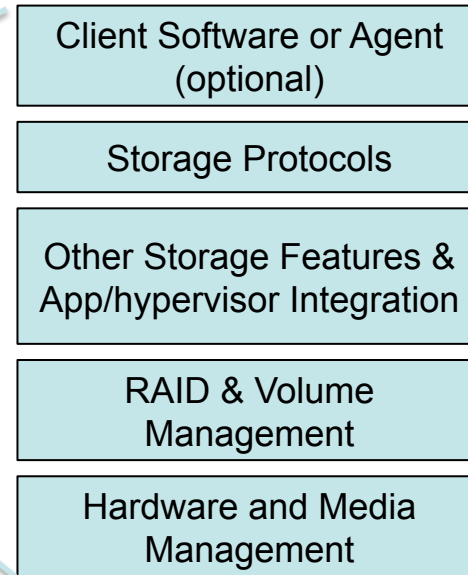 Client Software or Agent
(optional)
Storage Protocols
Other Storage Features &
App/hypervisor Integration
RAID & Volume
Management
Hardware and Media
Management